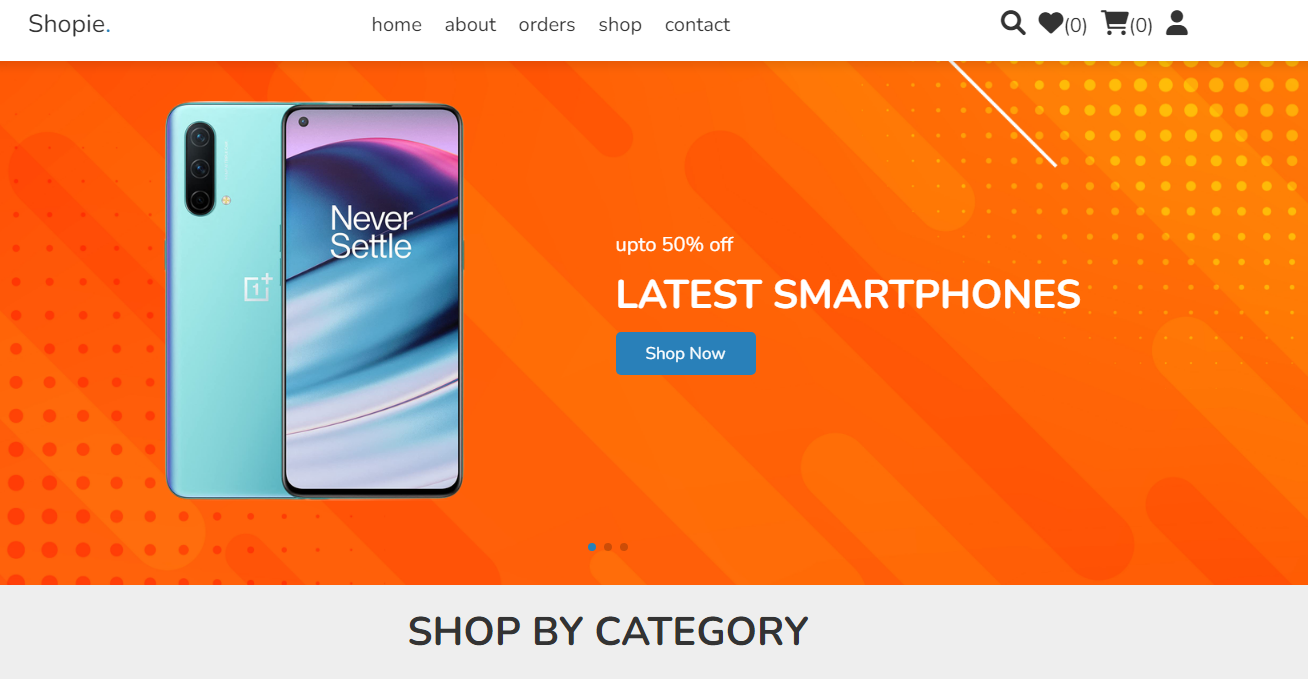 Shopie.
home about orders shop contact
(0) (0)
Never
Settle
1+
upto 50% off
LATEST SMARTPHONES
Shop Now
SHOP BY CATEGORY